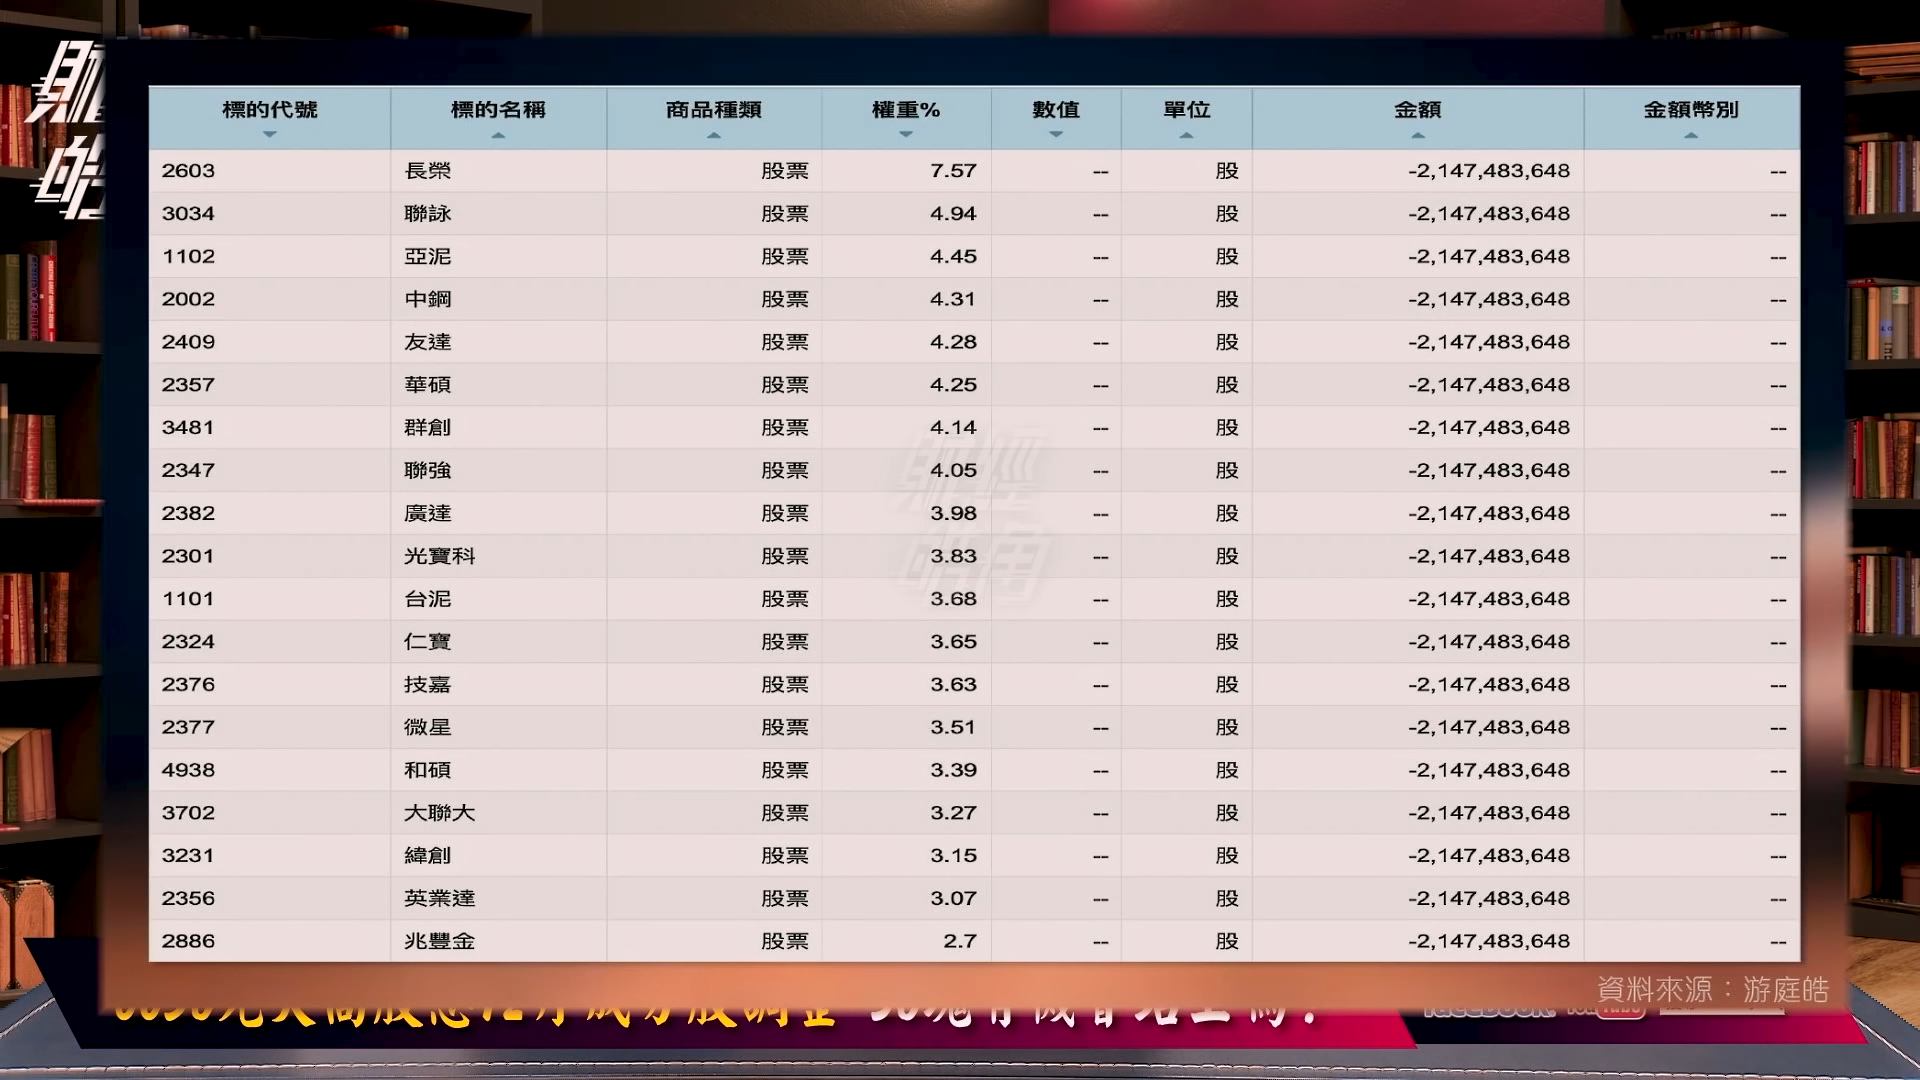 標的代號 標的名稱 商品種類 權重% 數值 單位 金額 金額幣別
2603 長榮 股票 7.57 -- 股 -2,147,483,648 --
3034 聯詠 股票 4.94 -- 股 -2,147,483,648 --
1102 亞泥 股票 4.45 -- 股 -2,147,483,648 --
2002 中鋼 股票 4.31 -- 股 -2,147,483,648 --
2409 友達 股票 4.28 -- 股 -2,147,483,648 --
2357 華碩 股票 4.25 -- 股 -2,147,483,648 --
3481 群創 股票 4.14 -- 股 -2,147,483,648 --
2347 聯強 股票 4.05 -- 股 -2,147,483,648 --
2382 廣達 股票 3.98 -- 股 -2,147,483,648 --
2301 光寶科 股票 3.83 -- 股 -2,147,483,648 --
1101 台泥 股票 3.68 -- 股 -2,147,483,648 --
2324 仁寶 股票 3.65 -- 股 -2,147,483,648 --
2376 技嘉 股票 3.63 -- 股 -2,147,483,648 --
2377 微星 股票 3.51 -- 股 -2,147,483,648 --
4938 和碩 股票 3.39 -- 股 -2,147,483,648 --
3702 大聯大 股票 3.27 -- 股 -2,147,483,648 --
3231 緯創 股票 3.15 -- 股 -2,147,483,648 --
2356 英業達 股票 3.07 -- 股 -2,147,483,648 --
2886 兆豐金 股票 2.7 -- 股 -2,147,483,648 --
資料來源：游庭皓